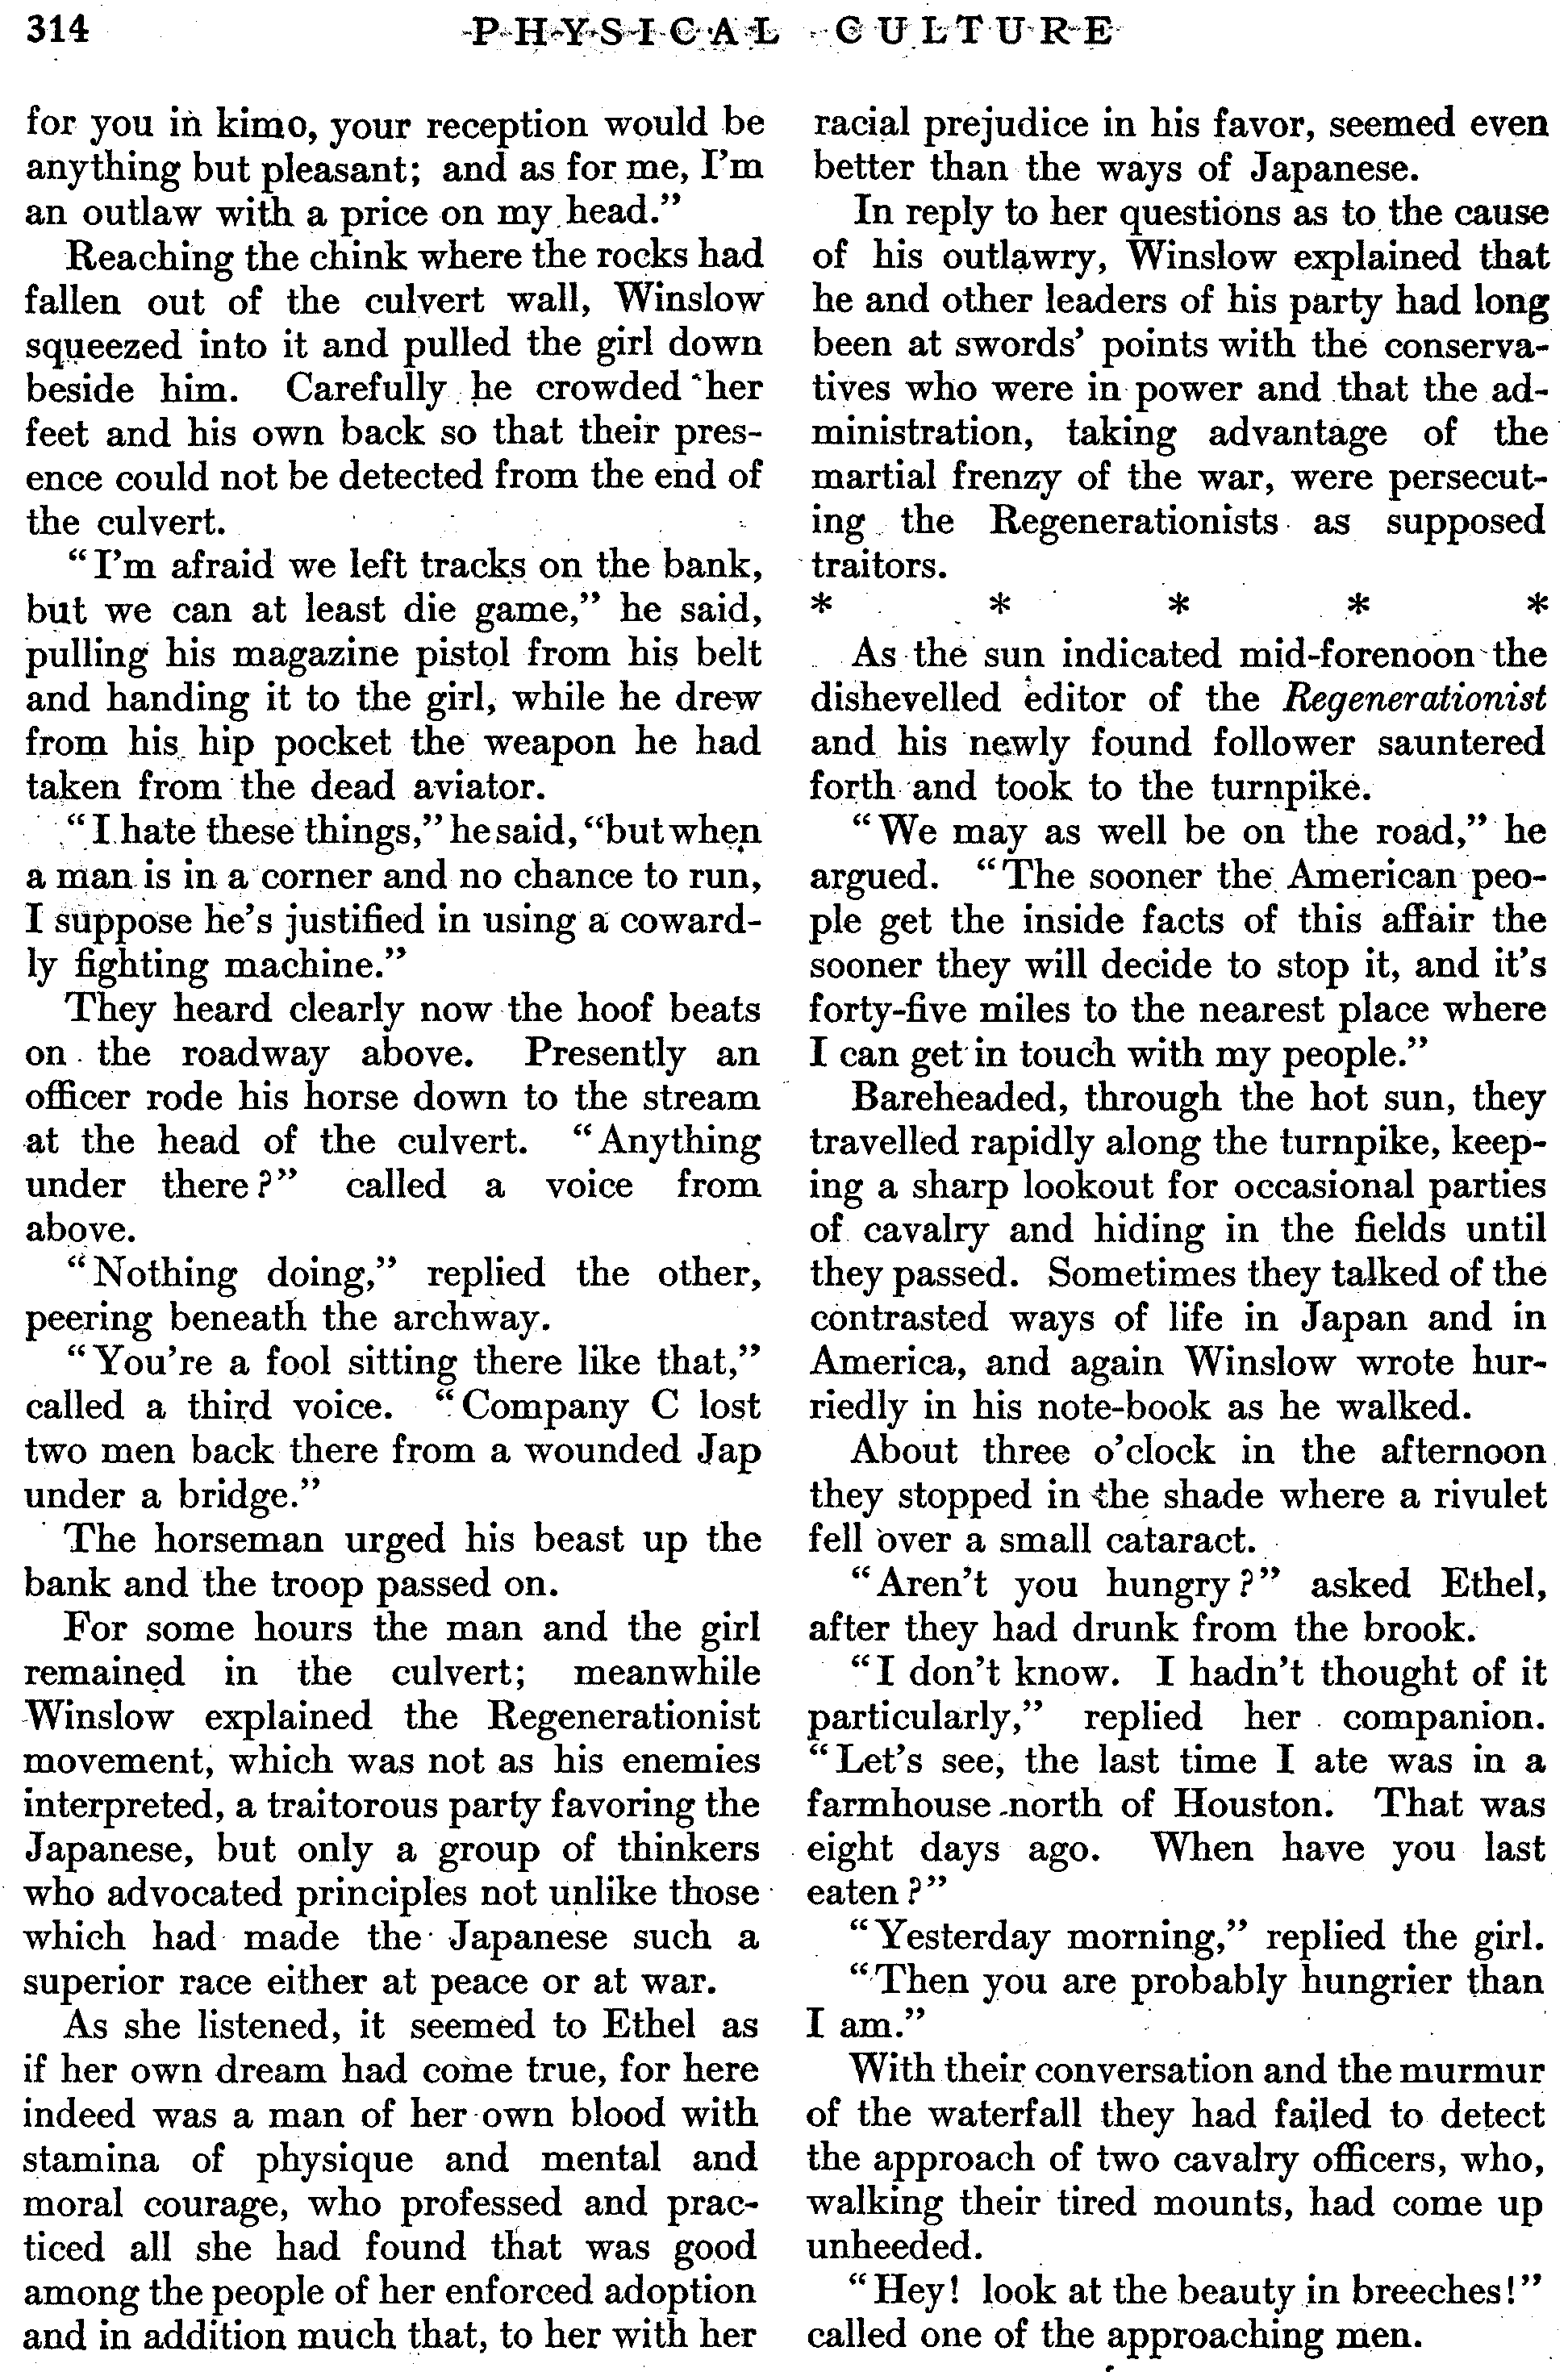 314
PHYSICAL CULTURE
for you in kimo, your reception would be
anything but pleasant; and as for me, I'm
an outlaw with a price on my head."
Reaching the chink where the rocks had
fallen out of the culvert wall, Winslow
squeezed into it and pulled the girl down
beside him. Carefully he crowded her
feet and his own back so that their pres-
ence could not be detected from the end of
the culvert.
"I'm afraid we left tracks on the bank,
but we can at least die game," he said,
pulling his magazine pistol from his belt
and handing it to the girl, while he drew
from his hip pocket the weapon he had
taken from the dead aviator.
"I hate these things," he said, "but when
a man is in a corner and no chance to run,
I suppose he's justified in using a coward-
ly fighting machine."
They heard clearly now the hoof beats
on the roadway above. Presently an
officer rode his horse down to the stream
at the head of the culvert. "Anything
under there?" called a voice from
above.
"Nothing doing," replied the other,
peering beneath the archway.
"You're a fool sitting there like that,"
called a third voice. "Company C lost
two men back there from a wounded Jap
under a bridge."
The horseman urged his beast up the
bank and the troop passed on.
For some hours the man and the girl
remained in the culvert; meanwhile
Winslow explained the Regenerationist
movement, which was not as his enemies
interpreted, a traitorous party favoring the
Japanese, but only a group of thinkers
who advocated principles not unlike those
which had made the Japanese such a
superior race either at peace or at war.
As she listened, it seemed to Ethel as
if her own dream had come true, for here
indeed was a man of her own blood with
stamina of physique and mental and
moral courage, who professed and prac-
ticed all she had found that was good
among the people of her enforced adoption
and in addition much that, to her with her
racial prejudice in his favor, seemed even
better than the ways of Japanese.
In reply to her questions as to the cause
of his outlawry, Winslow explained that
he and other leaders of his party had long
been at swords' points with the conserva-
tives who were in power and that the ad-
ministration, taking advantage of the
martial frenzy of the war, were persecut-
ing the Regenerationists as supposed
traitors.
* * * * *
As the sun indicated mid-forenoon the
dishevelled editor of the Regenerationist
and his newly found follower sauntered
forth and took to the turnpike.
"We may as well be on the road," he
argued. "The sooner the American peo-
ple get the inside facts of this affair the
sooner they will decide to stop it, and it's
forty-five miles to the nearest place where
I can get in touch with my people."
Bareheaded, through the hot sun, they
travelled rapidly along the turnpike, keep-
ing a sharp lookout for occasional parties
of cavalry and hiding in the fields until
they passed. Sometimes they talked of the
contrasted ways of life in Japan and in
America, and again Winslow wrote hur-
riedly in his note-book as he walked.
About three o'clock in the afternoon
they stopped in the shade where a rivulet
fell over a small cataract.
"Aren't you hungry?" asked Ethel,
after they had drunk from the brook.
"I don't know. I hadn't thought of it
particularly," replied her companion.
"Let's see, the last time I ate was in a
farmhouse north of Houston. That was
eight days ago. When have you last
eaten?"
"Yesterday morning," replied the girl.
"Then you are probably hungrier than
I am."
With their conversation and the murmur
of the waterfall they had failed to detect
the approach of two cavalry officers, who,
walking their tired mounts, had come up
unheeded.
"Hey! look at the beauty in breeches!"
called one of the approaching men.